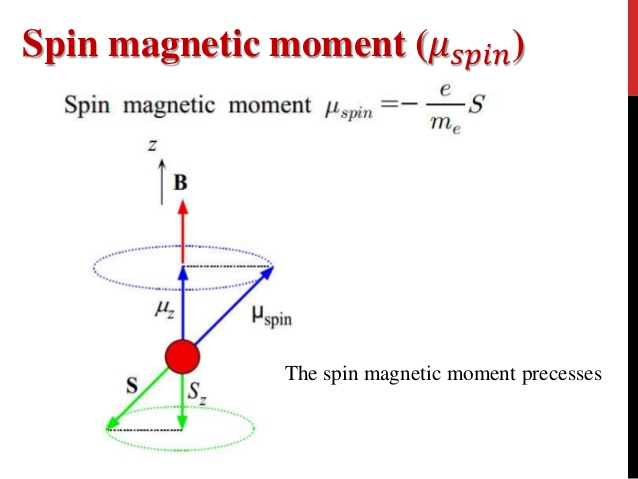 Spin magnetic moment (𝜇𝑠𝑝𝑖𝑛)
Spin magnetic moment μspin =− e/me S
z
B
μz
μspin
S
Sz
The spin magnetic moment precesses